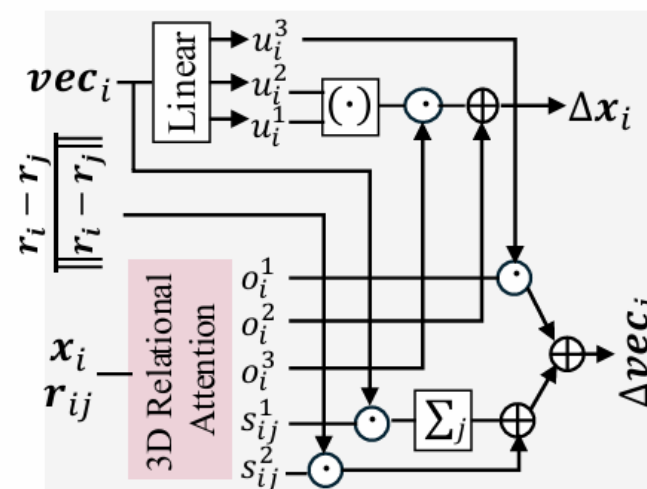 vec_i
Linear
u_i^3
u_i^2
u_i^1
(·)
Δx_i
r_i − r_j
‖r_i − r_j‖
x_i
r_ij
3D Relational
Attention
o_i^1
o_i^2
o_i^3
s_ij^1
s_ij^2
∑_j
Δvec_i